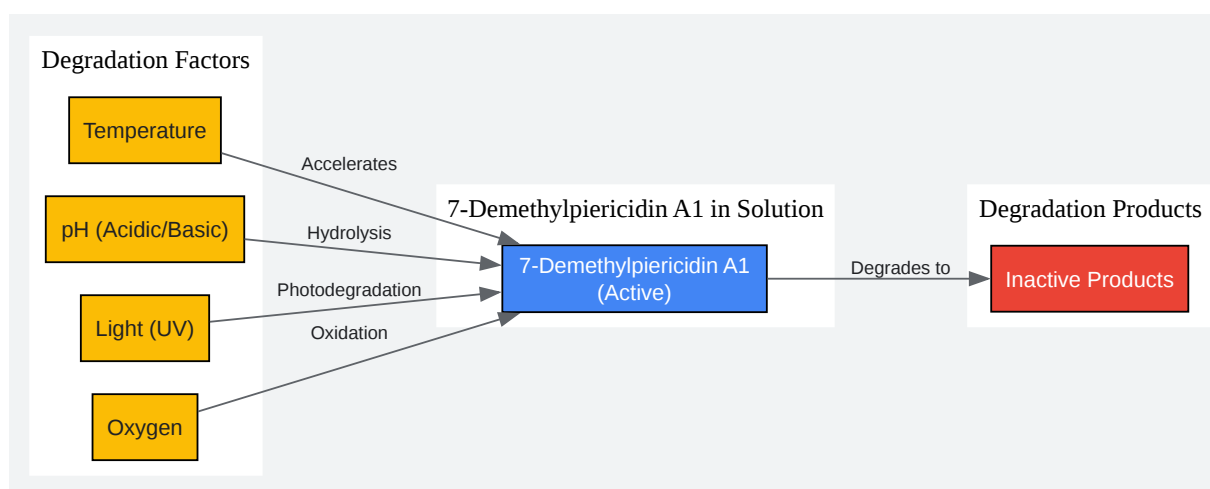 Degradation Factors
Temperature
pH (Acidic/Basic)
Light (UV)
Oxygen
Accelerates
Hydrolysis
Photodegradation
Oxidation
7-Demethylpiericidin A1 in Solution
7-Demethylpiericidin A1
(Active)
Degrades to
Degradation Products
Inactive Products